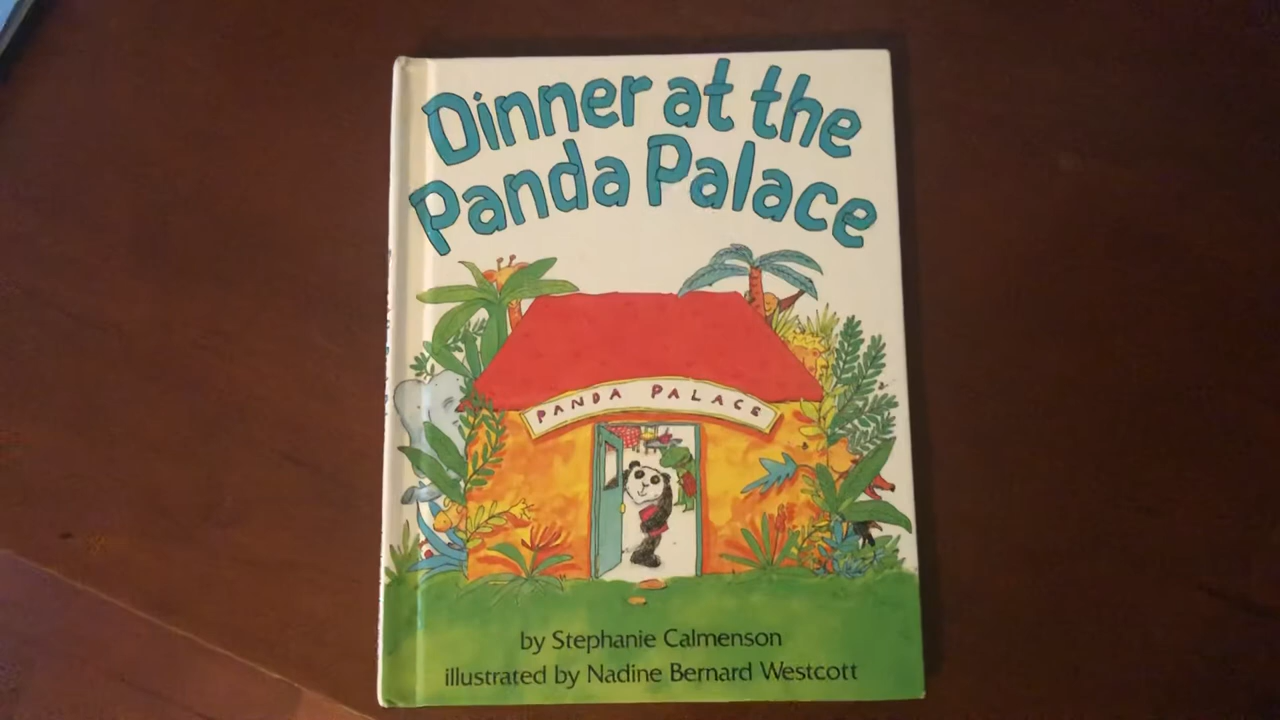 Dinner at the
Panda Palace
PANDA PALACE
by Stephanie Calmenson
illustrated by Nadine Bernard Westcott